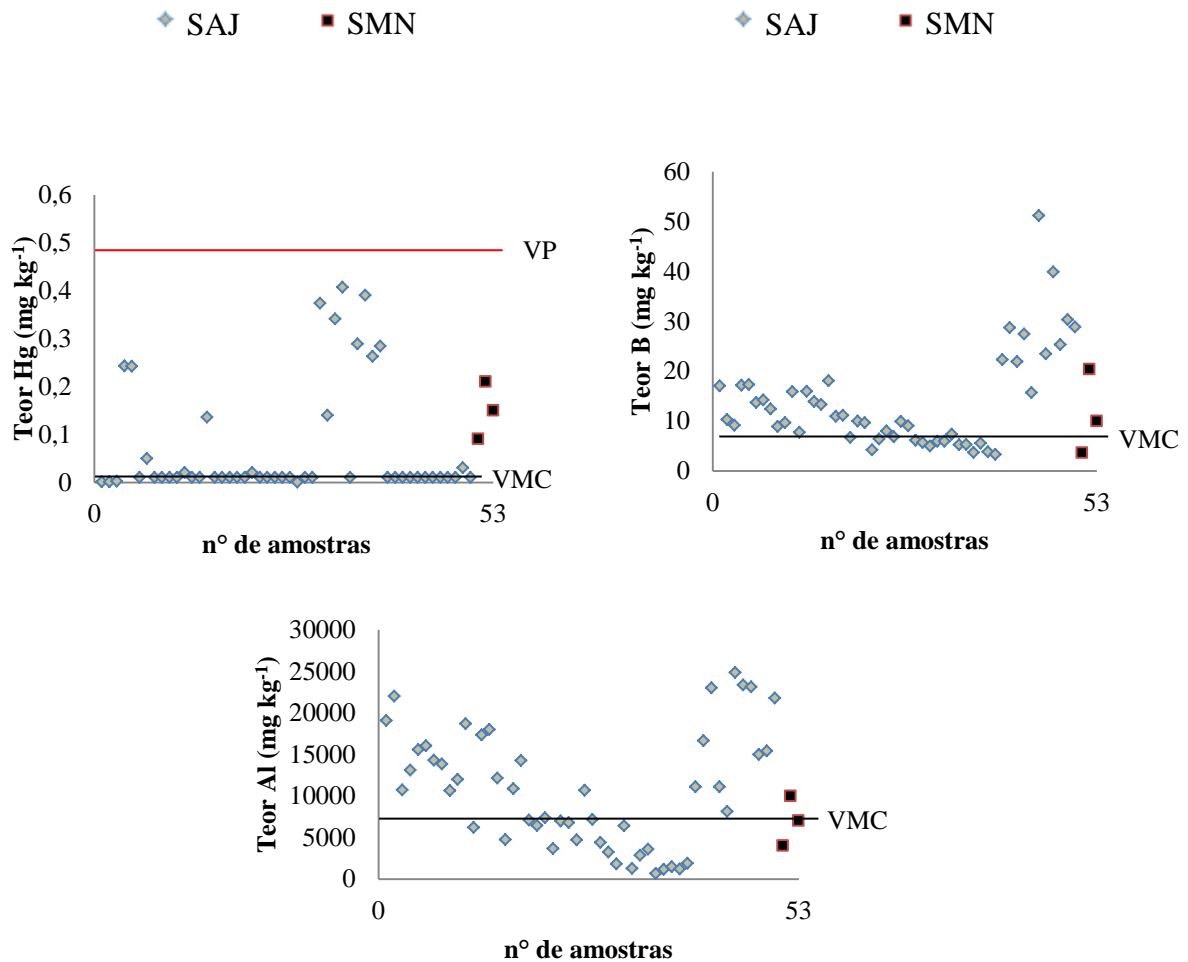 SAJ SMN
SAJ SMN
Teor Hg (mg kg-1)
0,6
0,5
0,4
0,3
0,2
0,1
0
VP
VMC
0 53
n° de amostras
Teor B (mg kg-1)
60
50
40
30
20
10
0
VMC
0 53
n° de amostras
Teor Al (mg kg-1)
30000
25000
20000
15000
10000
5000
0
VMC
0 53
n° de amostras